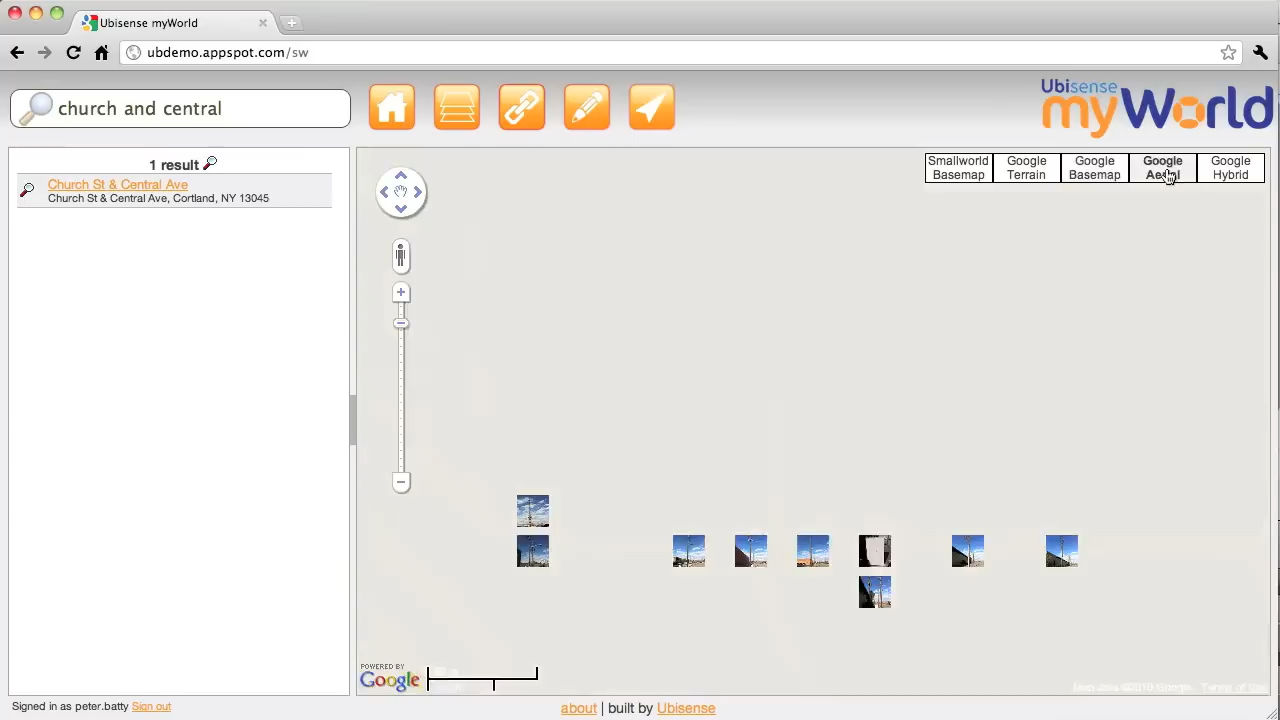 Ubisense myWorld
ubdemo.appspot.com/sw
church and central
Ubisense
myWorld
1 result
Church St & Central Ave
Church St & Central Ave, Cortland, NY 13045
Smallworld Basemap
Google Terrain
Google Basemap
Google Aerial
Google Hybrid
POWERED BY
Google
Signed in as peter.batty Sign out
about | built by Ubisense